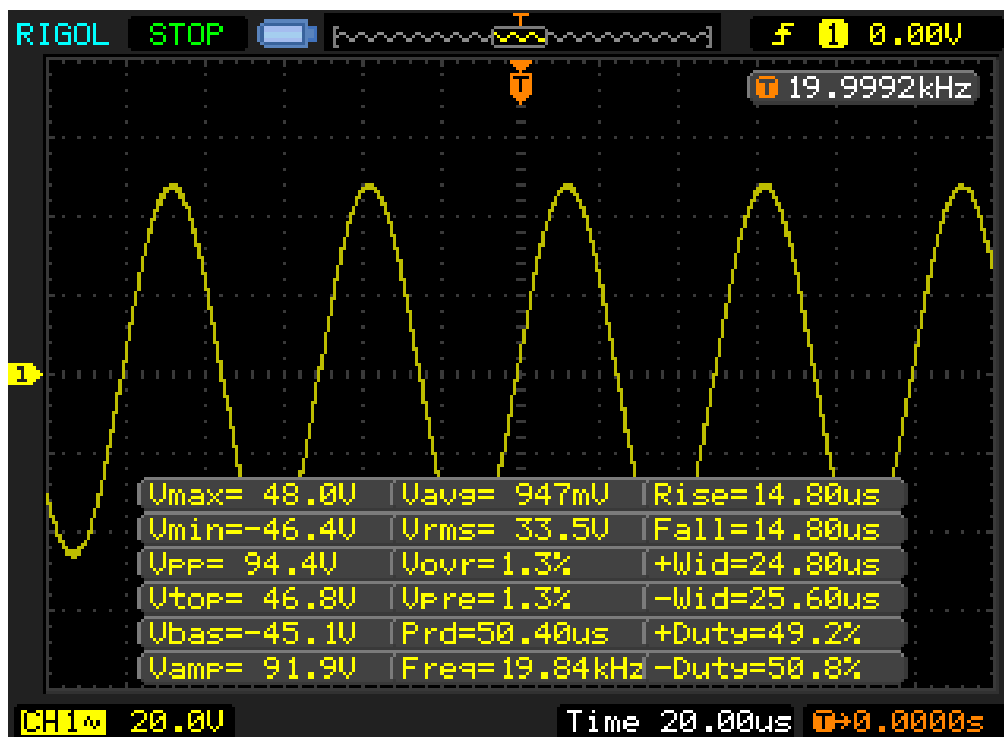 RIGOL STOP T 1 0.00V
T 19.9992kHz
T
1
Vmax= 48.0V Vavg= 947mV Rise=14.80us
Vmin=-46.4V Vrms= 33.5V Fall=14.80us
Vpp= 94.4V Vovr=1.3% +Wid=24.80us
Vtop= 46.8V Vpre=1.3% -Wid=25.60us
Vbas=-45.1V Prd=50.40us +Duty=49.2%
Vamp= 91.9V Freq=19.84kHz -Duty=50.8%
CH1~ 20.0V Time 20.00us T→0.0000s